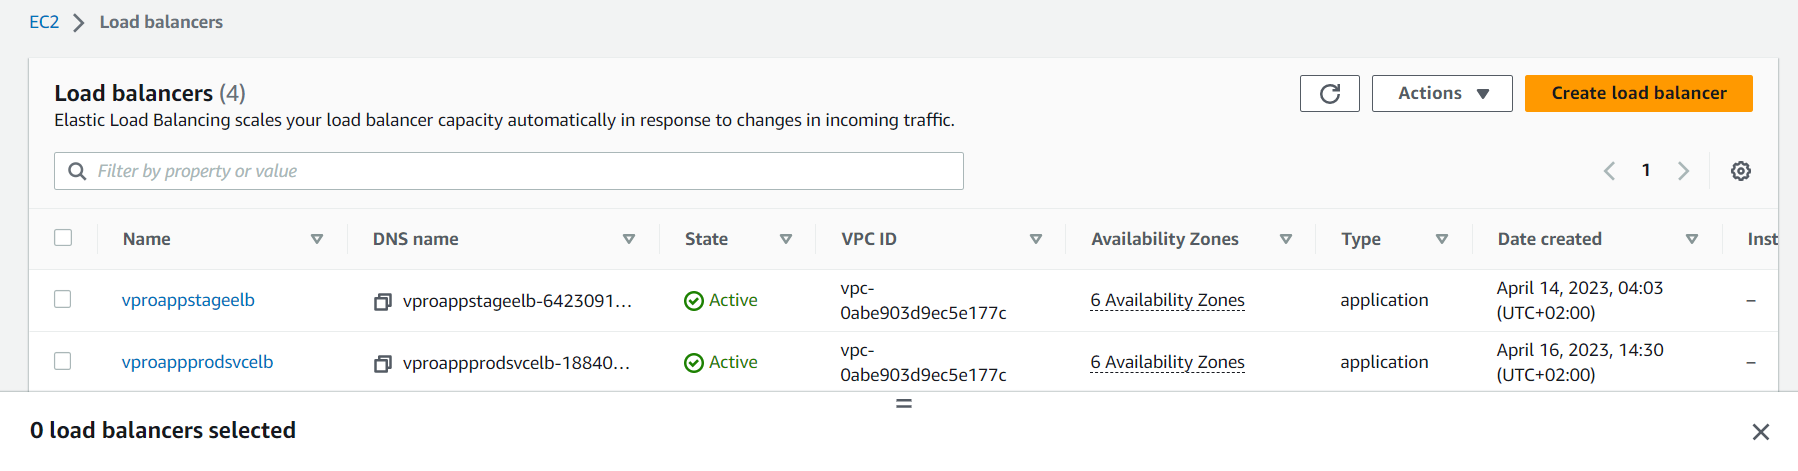 EC2 > Load balancers
Load balancers (4)
Actions
Create load balancer
Elastic Load Balancing scales your load balancer capacity automatically in response to changes in incoming traffic.
Filter by property or value
1
Name DNS name State VPC ID Availability Zones Type Date created Inst
vproappstageelb vproappstageelb-6423091... Active vpc-0abe903d9ec5e177c 6 Availability Zones application April 14, 2023, 04:03 (UTC+02:00) –
vproappprodsvcelb vproappprodsvcelb-18840... Active vpc-0abe903d9ec5e177c 6 Availability Zones application April 16, 2023, 14:30 (UTC+02:00) –
0 load balancers selected